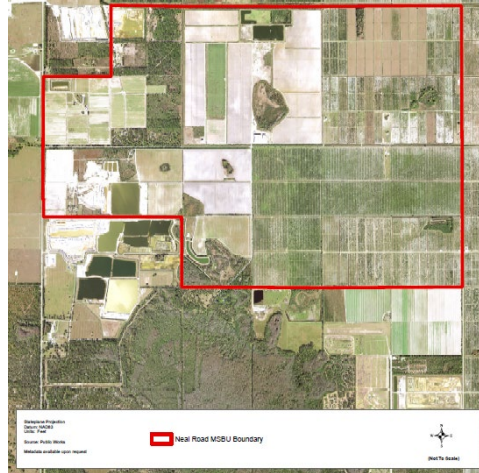 Stateplane Projection
Datum: NAD83
Units: Feet
Source: Public Works
Metadata available upon request
Neal Road MSBU Boundary
N
W E
S
(Not To Scale)